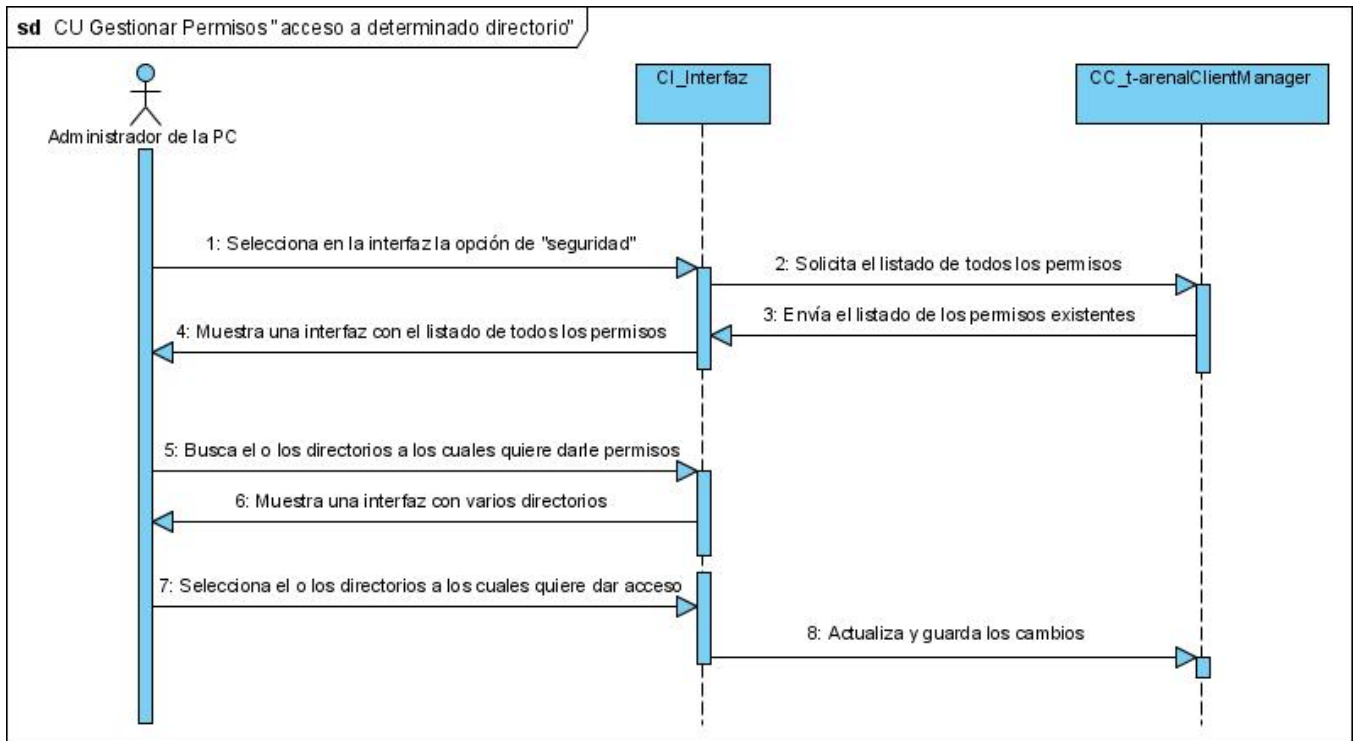 sd CU Gestionar Permisos "acceso a determinado directorio"
CI_Interfaz
CC_t-arenalClientManager
Administrador de la PC
1: Selecciona en la interfaz la opción de "seguridad"
2: Solicita el listado de todos los permisos
3: Envía el listado de los permisos existentes
4: Muestra una interfaz con el listado de todos los permisos
5: Busca el o los directorios a los cuales quiere darle permisos
6: Muestra una interfaz con varios directorios
7: Selecciona el o los directorios a los cuales quiere dar acceso
8: Actualiza y guarda los cambios